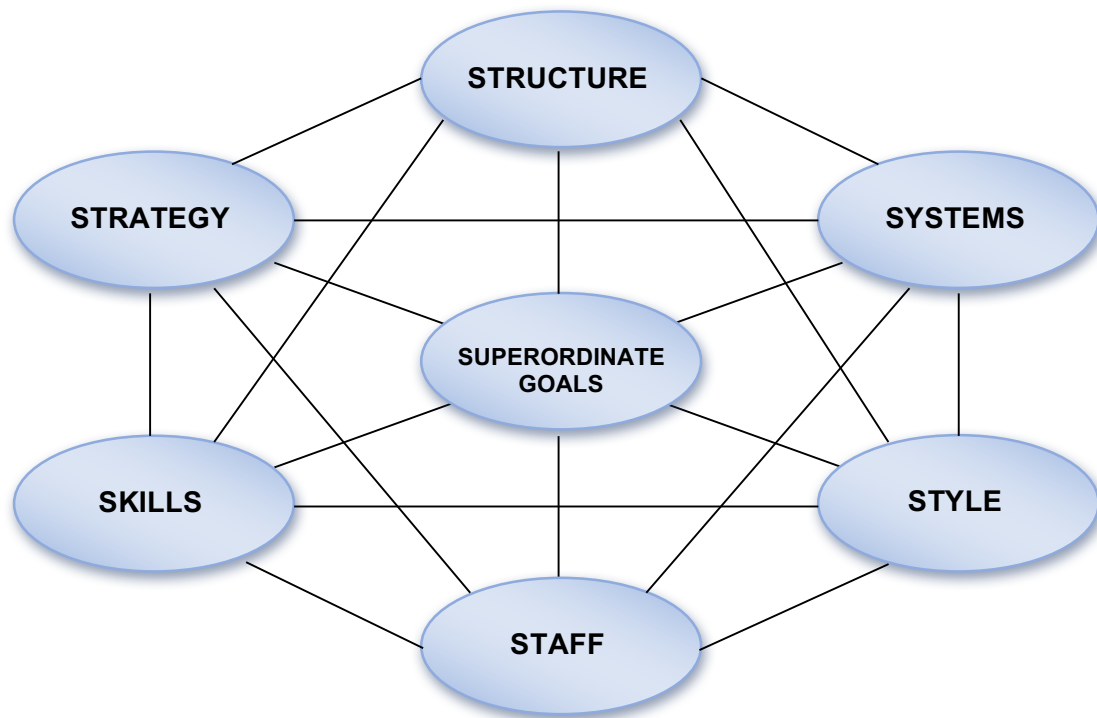 STRUCTURE
STRATEGY
SYSTEMS
SUPERORDINATE
GOALS
SKILLS
STYLE
STAFF